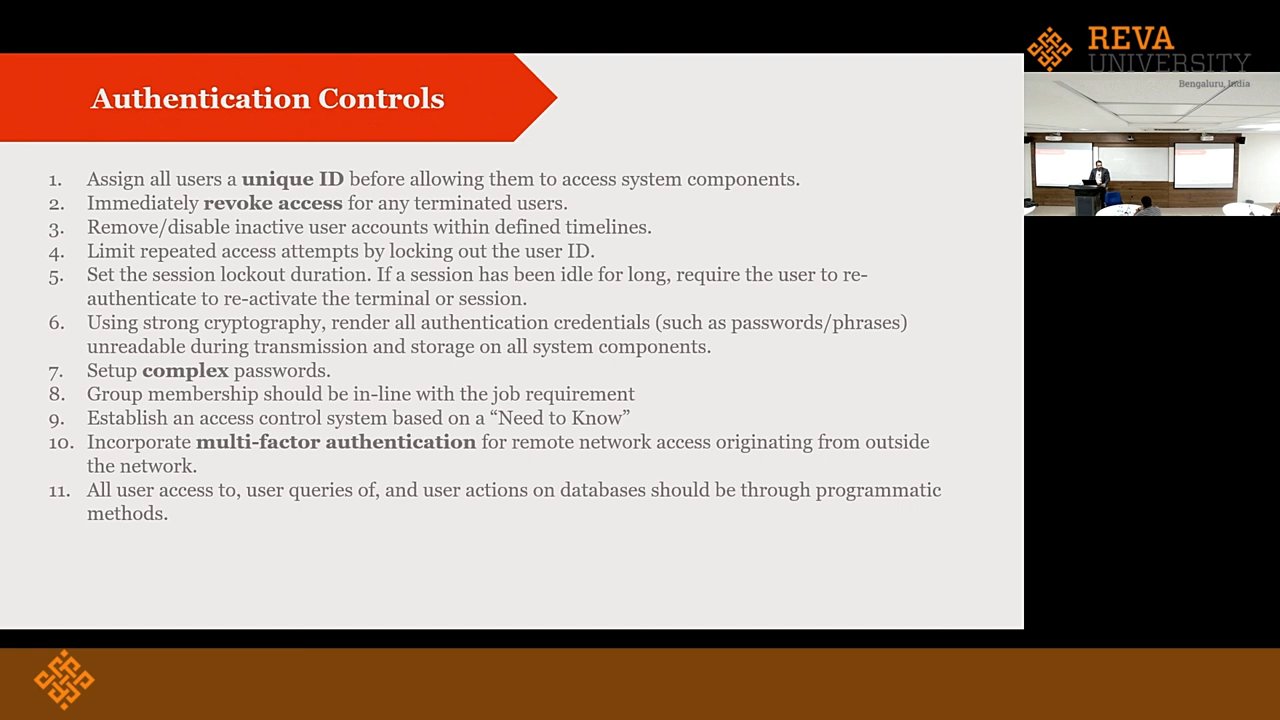 REVA
UNIVERSITY
Bengaluru, India
Authentication Controls
1. Assign all users a unique ID before allowing them to access system components.
2. Immediately revoke access for any terminated users.
3. Remove/disable inactive user accounts within defined timelines.
4. Limit repeated access attempts by locking out the user ID.
5. Set the session lockout duration. If a session has been idle for long, require the user to re-
authenticate to re-activate the terminal or session.
6. Using strong cryptography, render all authentication credentials (such as passwords/phrases)
unreadable during transmission and storage on all system components.
7. Setup complex passwords.
8. Group membership should be in-line with the job requirement
9. Establish an access control system based on a “Need to Know”
10. Incorporate multi-factor authentication for remote network access originating from outside
the network.
11. All user access to, user queries of, and user actions on databases should be through programmatic
methods.